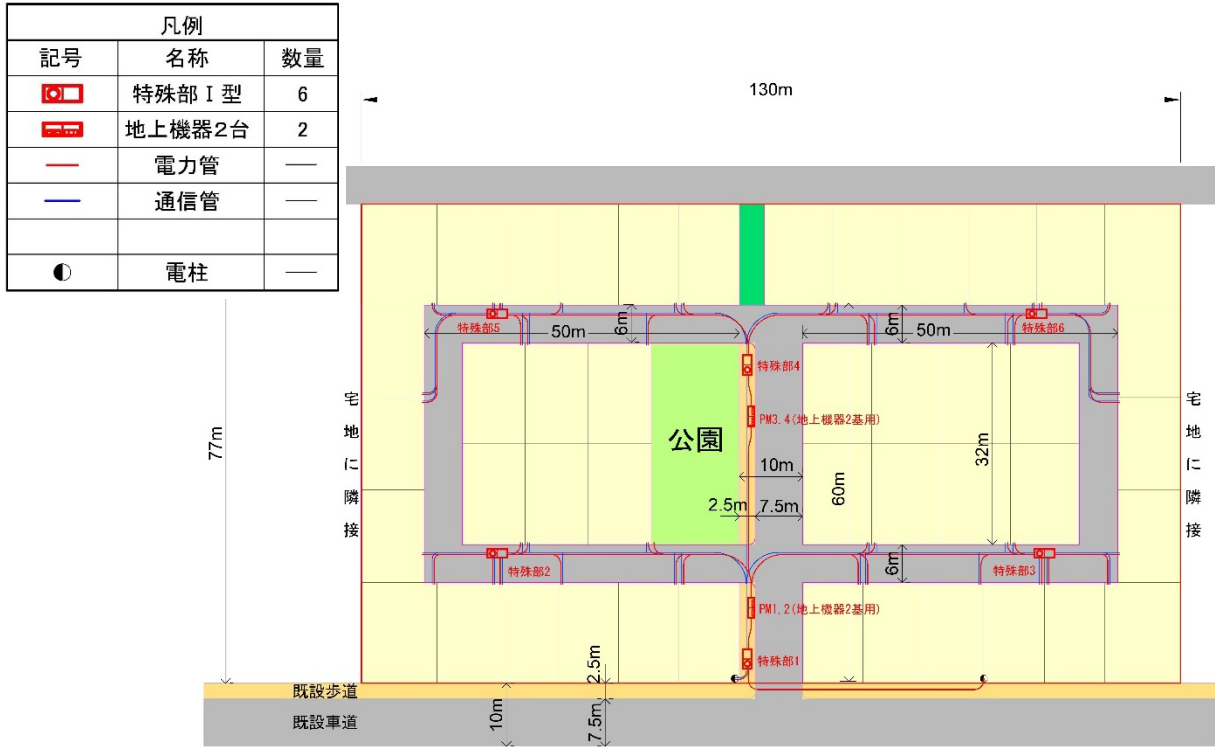 凡例
記号 名称 数量
特殊部Ⅰ型 6
地上機器2台 2
電力管 ―
通信管 ―
電柱 ―
130m
特殊部5
50m
6m
6m
50m
特殊部6
特殊部4
PM3.4(地上機器2基用)
宅地に隣接
77m
公園
10m
2.5m
7.5m
60m
32m
宅地に隣接
特殊部2
6m
特殊部3
PM1.2(地上機器2基用)
特殊部1
2.5m
既設歩道
既設車道
10m
7.5m